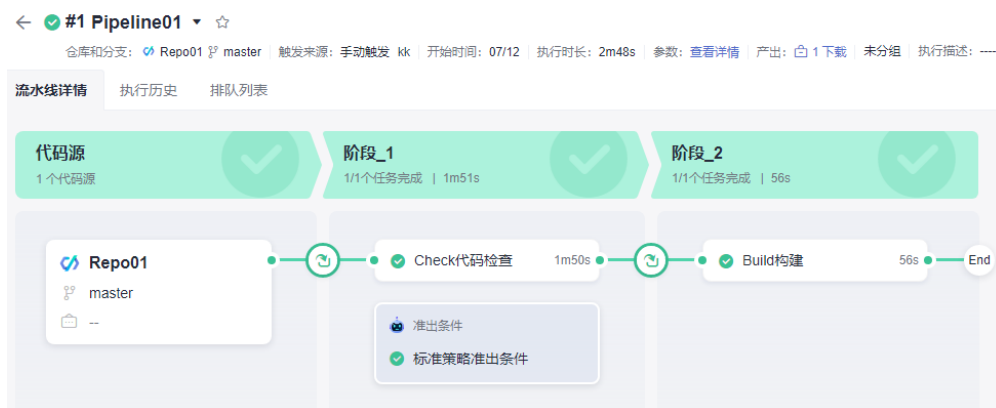 #1 Pipeline01
仓库和分支: Repo01 master 触发来源: 手动触发 kk 开始时间: 07/12 执行时长: 2m48s 参数: 查看详情 产出: 1 下载 未分组 执行描述: ----
流水线详情 执行历史 排队列表
代码源 阶段_1 阶段_2
1 个代码源 1/1个任务完成 | 1m51s 1/1个任务完成 | 56s
Repo01 Check代码检查 1m50s Build构建 56s End
master
--
准出条件
标准策略准出条件